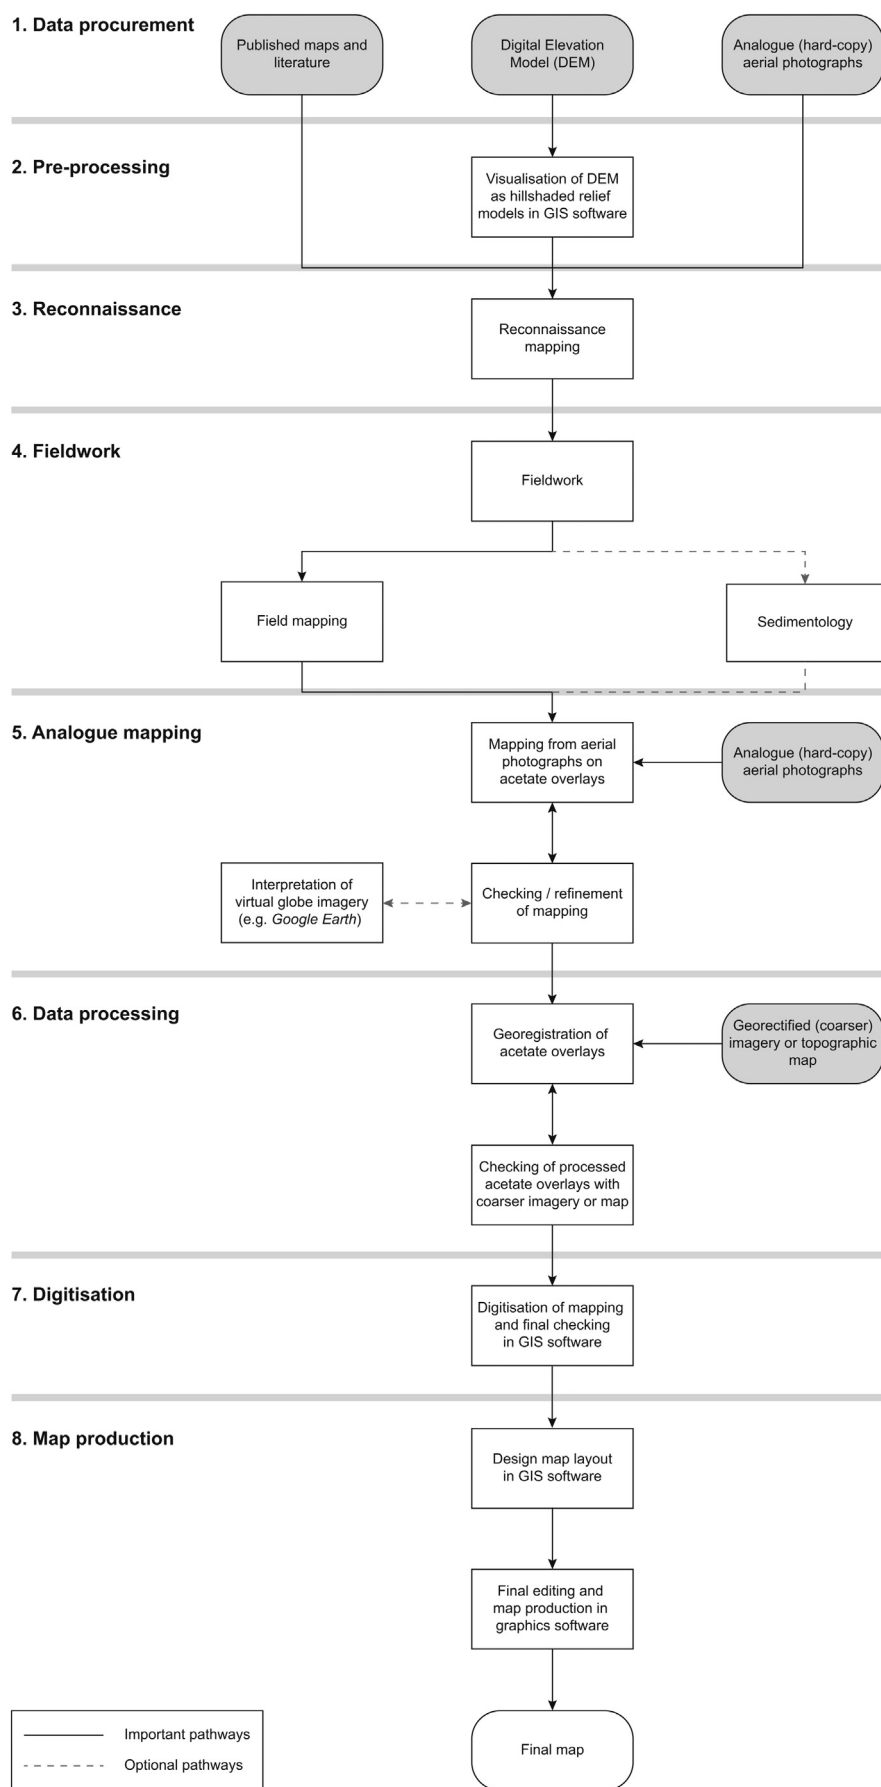 1. Data procurement
Published maps and
literature
Digital Elevation
Model (DEM)
Analogue (hard-copy)
aerial photographs
2. Pre-processing
Visualisation of DEM
as hillshaded relief
models in GIS software
3. Reconnaissance
Reconnaissance
mapping
4. Fieldwork
Fieldwork
Field mapping
Sedimentology
5. Analogue mapping
Mapping from aerial
photographs on
acetate overlays
Analogue (hard-copy)
aerial photographs
Interpretation of
virtual globe imagery
(e.g. Google Earth)
Checking / refinement
of mapping
6. Data processing
Georegistration of
acetate overlays
Georectified (coarser)
imagery or topographic
map
Checking of processed
acetate overlays with
coarser imagery or map
7. Digitisation
Digitisation of mapping
and final checking
in GIS software
8. Map production
Design map layout
in GIS software
Final editing and
map production in
graphics software
Final map
Important pathways
Optional pathways